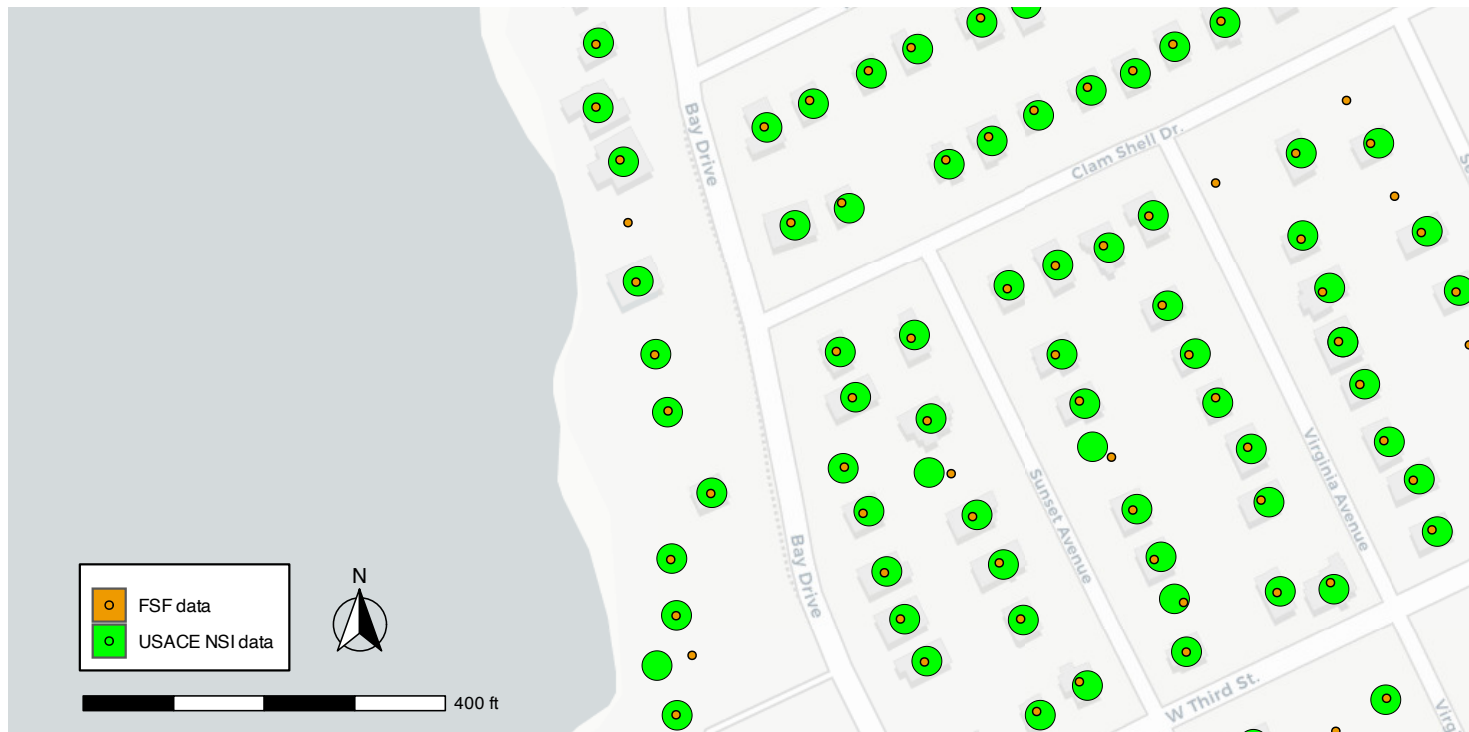 Bay Drive
Clam Shell Dr.
Sunset Avenue
Virginia Avenue
Bay Drive
W Third St.
N
FSF data
USACE NSI data
400 ft